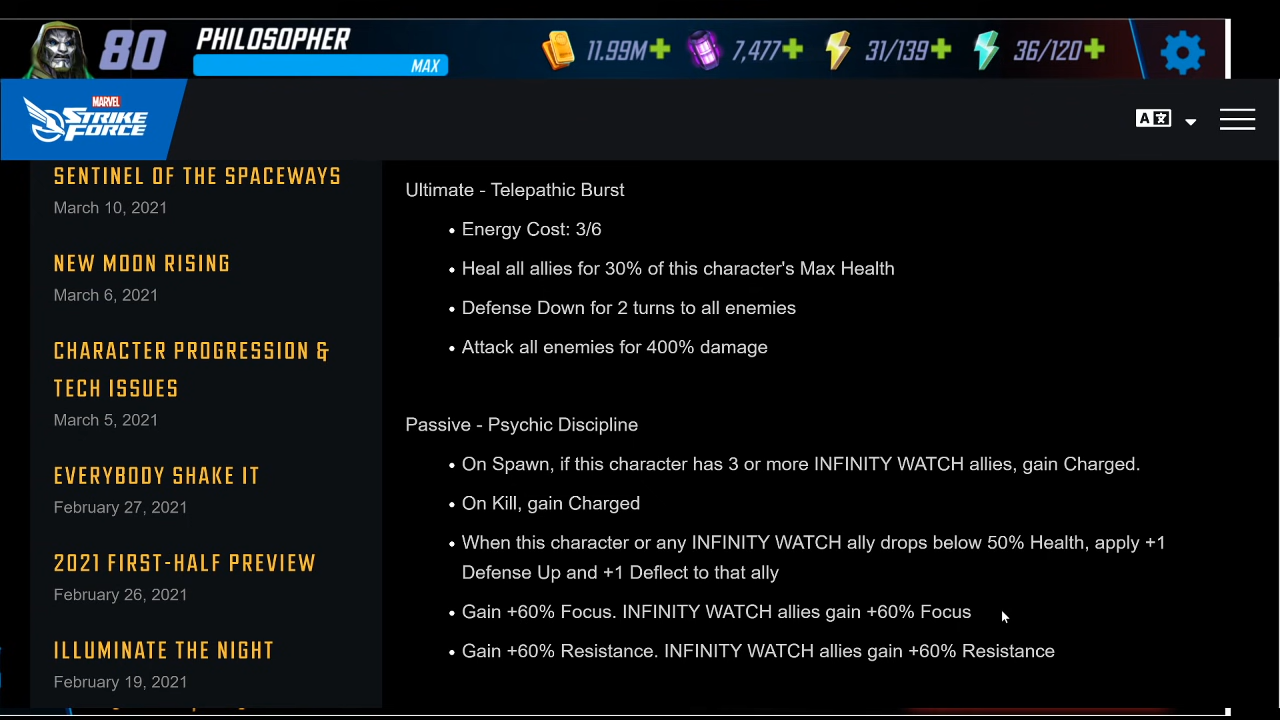 80
PHILOSOPHER
MAX
11.99M
7,477
31/139
36/120
MARVEL
STRIKE
FORCE
A
SENTINEL OF THE SPACEWAYS
March 10, 2021
NEW MOON RISING
March 6, 2021
CHARACTER PROGRESSION &
TECH ISSUES
March 5, 2021
EVERYBODY SHAKE IT
February 27, 2021
2021 FIRST-HALF PREVIEW
February 26, 2021
ILLUMINATE THE NIGHT
February 19, 2021
Ultimate - Telepathic Burst
• Energy Cost: 3/6
• Heal all allies for 30% of this character's Max Health
• Defense Down for 2 turns to all enemies
• Attack all enemies for 400% damage
Passive - Psychic Discipline
• On Spawn, if this character has 3 or more INFINITY WATCH allies, gain Charged.
• On Kill, gain Charged
• When this character or any INFINITY WATCH ally drops below 50% Health, apply +1
Defense Up and +1 Deflect to that ally
• Gain +60% Focus. INFINITY WATCH allies gain +60% Focus
• Gain +60% Resistance. INFINITY WATCH allies gain +60% Resistance